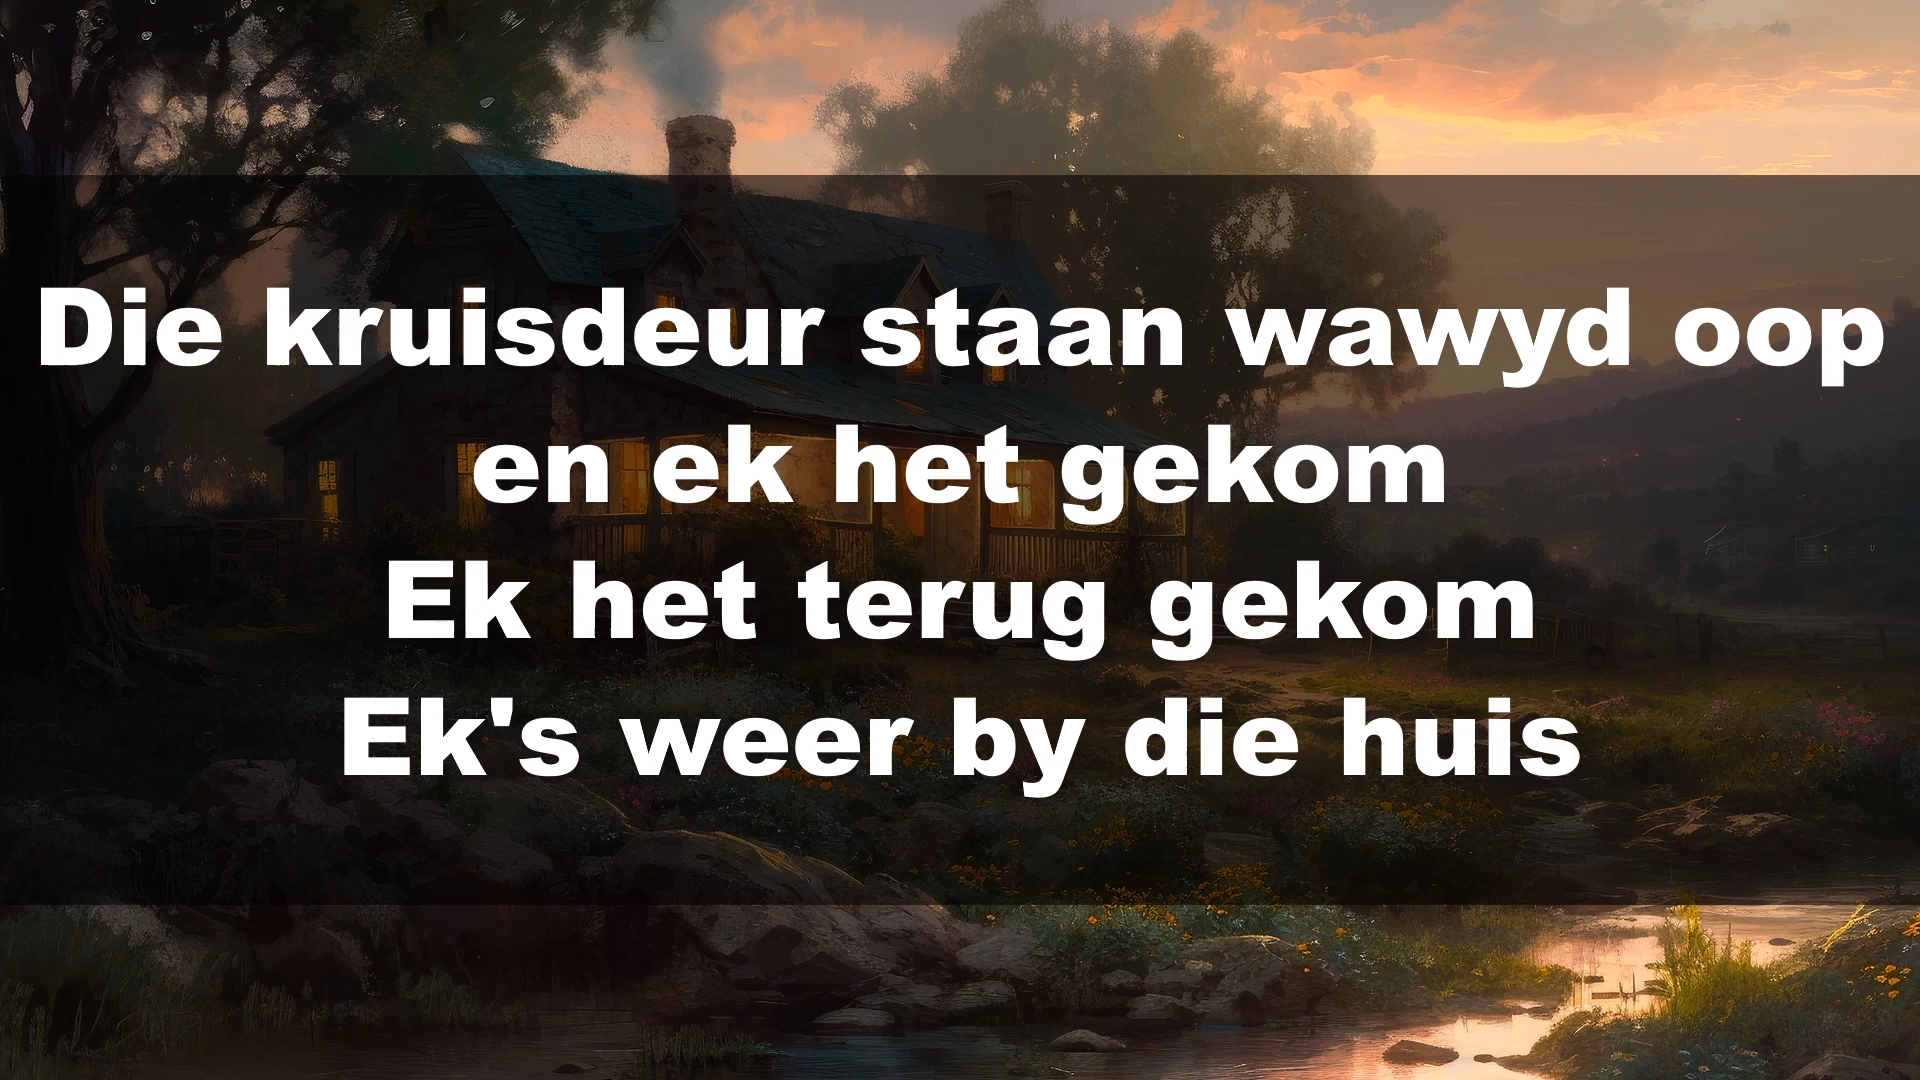 Die kruisdeur staan wawyd oop
en ek het gekom
Ek het terug gekom
Ek's weer by die huis